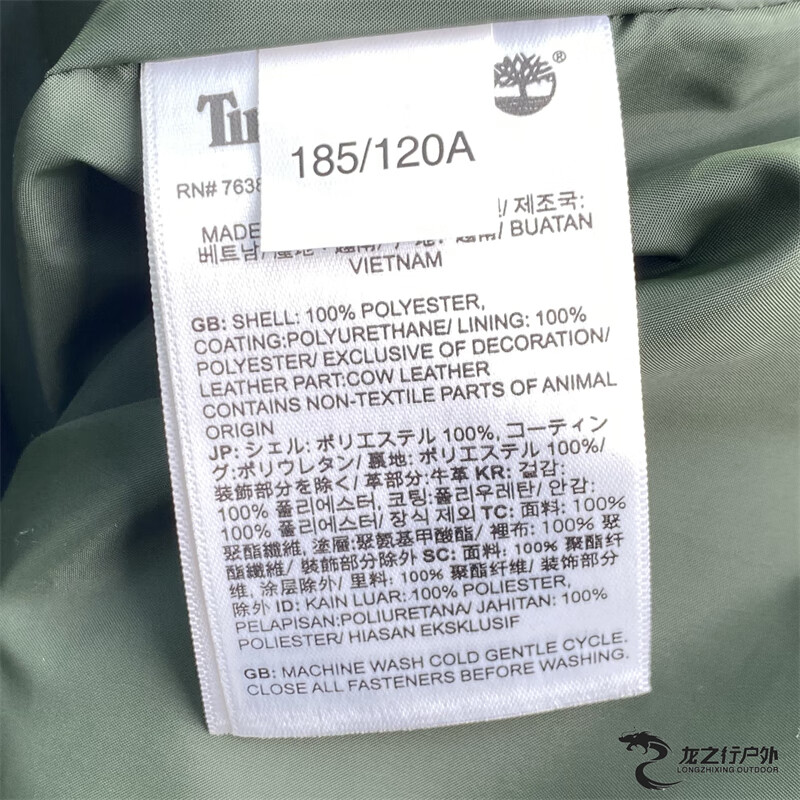 185/120A
RN# 7638
MADE
제조국:
베트남/ BUATAN
VIETNAM
GB: SHELL: 100% POLYESTER,
COATING:POLYURETHANE/ LINING: 100%
POLYESTER/ EXCLUSIVE OF DECORATION/
LEATHER PART:COW LEATHER
CONTAINS NON-TEXTILE PARTS OF ANIMAL
ORIGIN
JP: シェル: ポリエステル 100%, コーティン
グ:ポリウレタン/ 裏地: ポリエステル 100%/
装飾部分を除く/ 革部分:牛革 KR: 겉감:
100% 폴리에스터, 코팅:폴리우레탄/ 안감:
100% 폴리에스터/ 장식 제외 TC: 面料: 100%
聚酯纖維, 塗層:聚氨基甲酸酯/ 裡布: 100% 聚
酯纖維/ 裝飾部分除外 SC: 面料: 100% 聚酯纤
维, 涂层除外/ 里料: 100% 聚酯纤维/ 装饰部分
除外 ID: KAIN LUAR: 100% POLIESTER,
PELAPISAN:POLIURETANA/ JAHITAN: 100%
POLIESTER/ HIASAN EKSKLUSIF
GB: MACHINE WASH COLD GENTLE CYCLE.
CLOSE ALL FASTENERS BEFORE WASHING.
龙之行户外
LONGZHIXING OUTDOOR